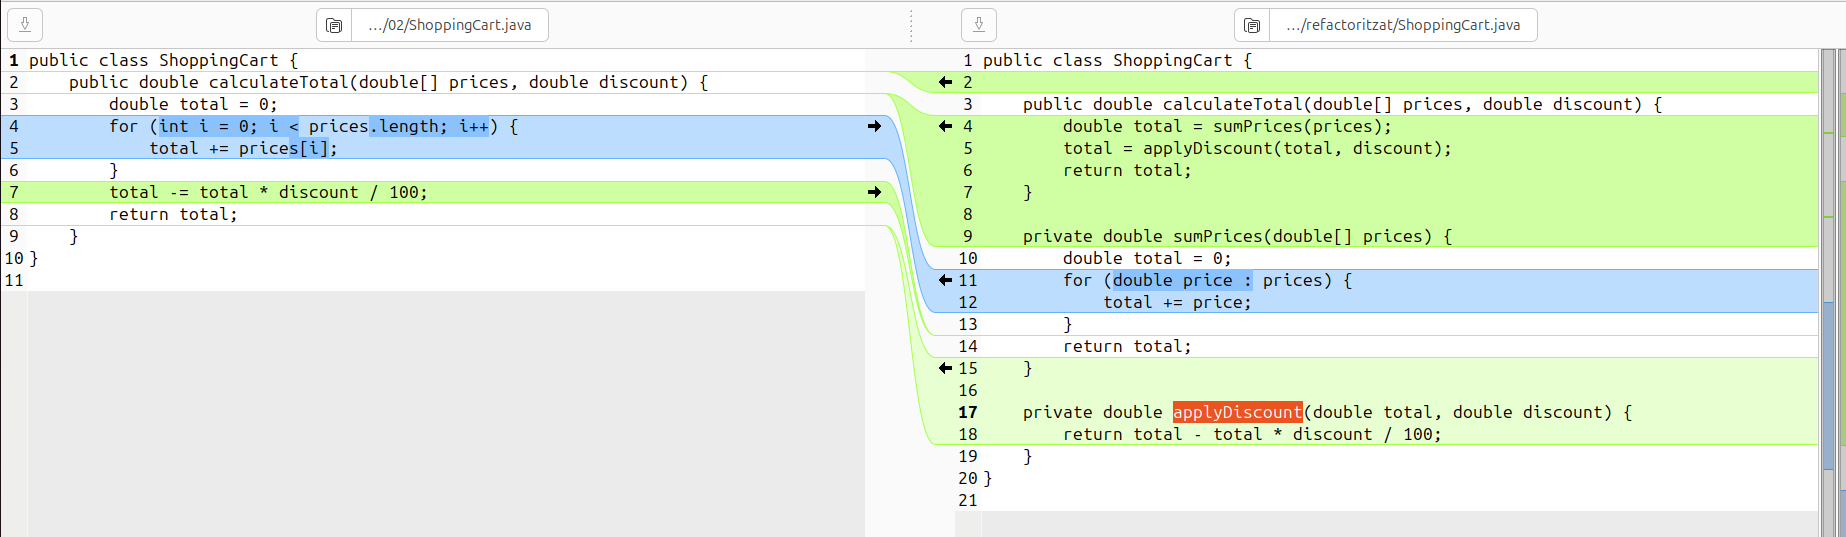 .../02/ShoppingCart.java
1 public class ShoppingCart {
2     public double calculateTotal(double[] prices, double discount) {
3         double total = 0;
4         for (int i = 0; i < prices.length; i++) {
5             total += prices[i];
6         }
7         total -= total * discount / 100;
8         return total;
9     }
10 }
11
.../refactoritzat/ShoppingCart.java
1 public class ShoppingCart {
2
3     public double calculateTotal(double[] prices, double discount) {
4         double total = sumPrices(prices);
5         total = applyDiscount(total, discount);
6         return total;
7     }
8
9     private double sumPrices(double[] prices) {
10         double total = 0;
11         for (double price : prices) {
12             total += price;
13         }
14         return total;
15     }
16
17     private double applyDiscount(double total, double discount) {
18         return total - total * discount / 100;
19     }
20 }
21